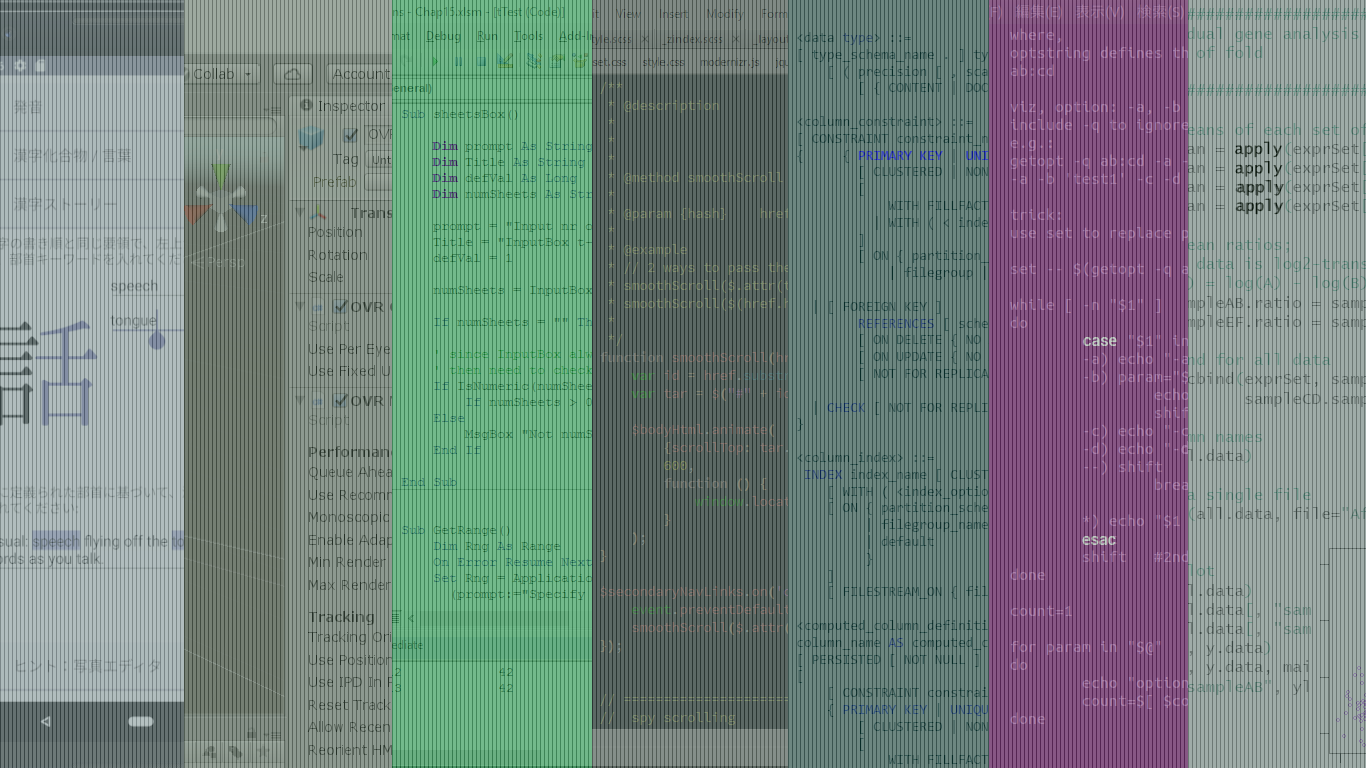 発音
漢字化合物 / 言葉
漢字ストーリー
字の書き順と同じ要領で、左上
部首キーワードを入れてくだ
speech
tongue
話
に定義られた部首に基づいて、
れてください:
sual: speech flying off the to
ords as you talk.
ヒント：写真エディタ
Collab
Account
Inspector
OVR
Tag Unt
Prefab
Trans
Position
Rotation
Scale
z
Persp
OVR
Script
Use Per Eye
Use Fixed U
OVR
Script
Performan
Queue Ahea
Use Recomm
Monoscopic
Enable Adap
Min Render
Max Render
Tracking
Tracking Ori
Use Position
Use IPD In P
Reset Track
Allow Recen
Reorient HM
ns - Chap15.xlsm - [tTest (Code)]
mat Debug Run Tools Add-I
eneral)
Sub sheetsBox()
Dim prompt As String
Dim Title As String
Dim defVal As Long
Dim numSheets As Str
prompt = "Input nr o
Title = "InputBox t-
defVal = 1
numSheets = InputBox
If numSheets = "" Th
' since InputBox alw
' then need to check
If IsNumeric(numShee
If numSheets > 0
Else
MsgBox "Not numS
End If
End Sub
Sub GetRange()
Dim Rng As Range
On Error Resume Next
Set Rng = Applicatio
(prompt:="Specify
ediate
2 42
3 42
it View Insert Modify Form
tyle.scss × _zindex.scss × _layou
set.css style.css modernizr.js jqu
/**
* @description
*
*
*
* @method smoothScroll
*
* @param {hash} href
*
* @example
* // 2 ways to pass the
* smoothScroll($.attr(t
* smoothScroll($(href.h
*
*/
function smoothScroll(hr
var id = href.substr
var tar = $("#" + id
$bodyHtml.animate(
{scrollTop: tar.
600,
function () {
window.locat
}
);
}
$secondaryNavLinks.on('c
event.preventDefault
smoothScroll($.attr(
});
// =====================
// spy scrolling
<data type> ::=
[ type_schema_name . ] ty
[ ( precision [ , sca
[ { CONTENT | DOC
<column_constraint> ::=
[ CONSTRAINT constraint_n
{ { PRIMARY KEY | UNI
[ CLUSTERED | NON
[
WITH FILLFACT
| WITH ( < inde
]
[ ON { partition_
| filegroup |
| [ FOREIGN KEY ]
REFERENCES [ sche
[ ON DELETE { NO
[ ON UPDATE { NO
[ NOT FOR REPLICA
| CHECK [ NOT FOR REPLI
}
<column_index> ::=
INDEX index_name [ CLUST
[ WITH ( <index_optio
[ ON { partition_sche
| filegroup_name
| default
}
]
[ FILESTREAM_ON { fil
<computed_column_definiti
column_name AS computed_c
[ PERSISTED [ NOT NULL ]
[
[ CONSTRAINT constrai
{ PRIMARY KEY | UNIQU
[ CLUSTERED | NON
[
WITH FILLFACT
F) 編集(E) 表示(V) 検索(S)
where,
optstring defines th
ab:cd
viz, option: -a, -b
include -q to ignore
e.g.:
getopt -q ab:cd -a -
-a -b 'test1' -c -d
trick:
use set to replace p
set -- $(getopt -q a
while [ -n "$1" ]
do
case "$1" in
-a) echo "-a
-b) param="$
echo
shif
-c) echo "-c
-d) echo "-d
--) shift
brea
*) echo "$1
esac
shift #2nd
done
count=1
for param in "$@"
do
echo "option
count=$[ $co
done
####################
dual gene analysis
of fold
####################
eans of each set of
an = apply(exprSet[
an = apply(exprSet[
an = apply(exprSet[
an = apply(exprSet[
ean ratios:
data is log2-trans
) = log(A) - log(B)
mpleAB.ratio = samp
mpleEF.ratio = samp
nd for all data
cbind(exprSet, samp
sampleCD.samp
mn names
l.data)
a single file
(all.data, file="Af
lot
l.data)
l.data[, "sam
l.data[, "sam
, y.data)
, y.data, mai
sampleAB", yl